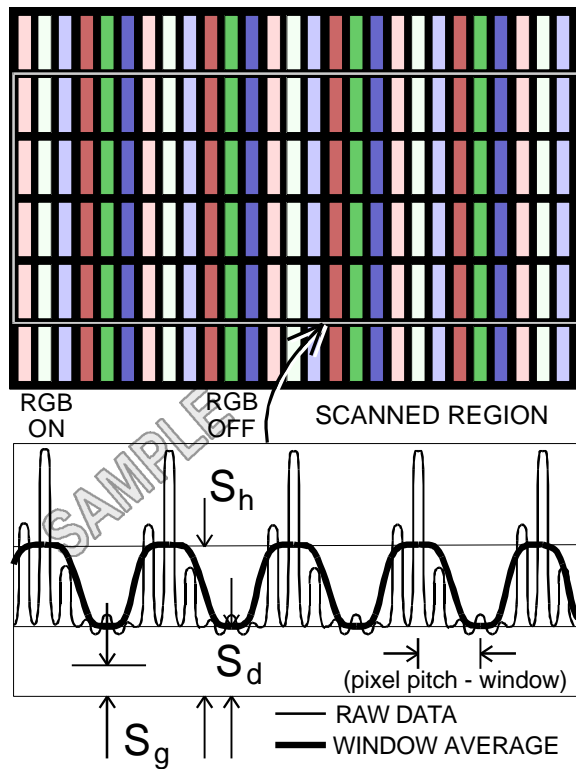 RGB
ON
RGB
OFF
SCANNED REGION
SAMPLE
Sh
Sd
(pixel pitch - window)
Sg
RAW DATA
WINDOW AVERAGE